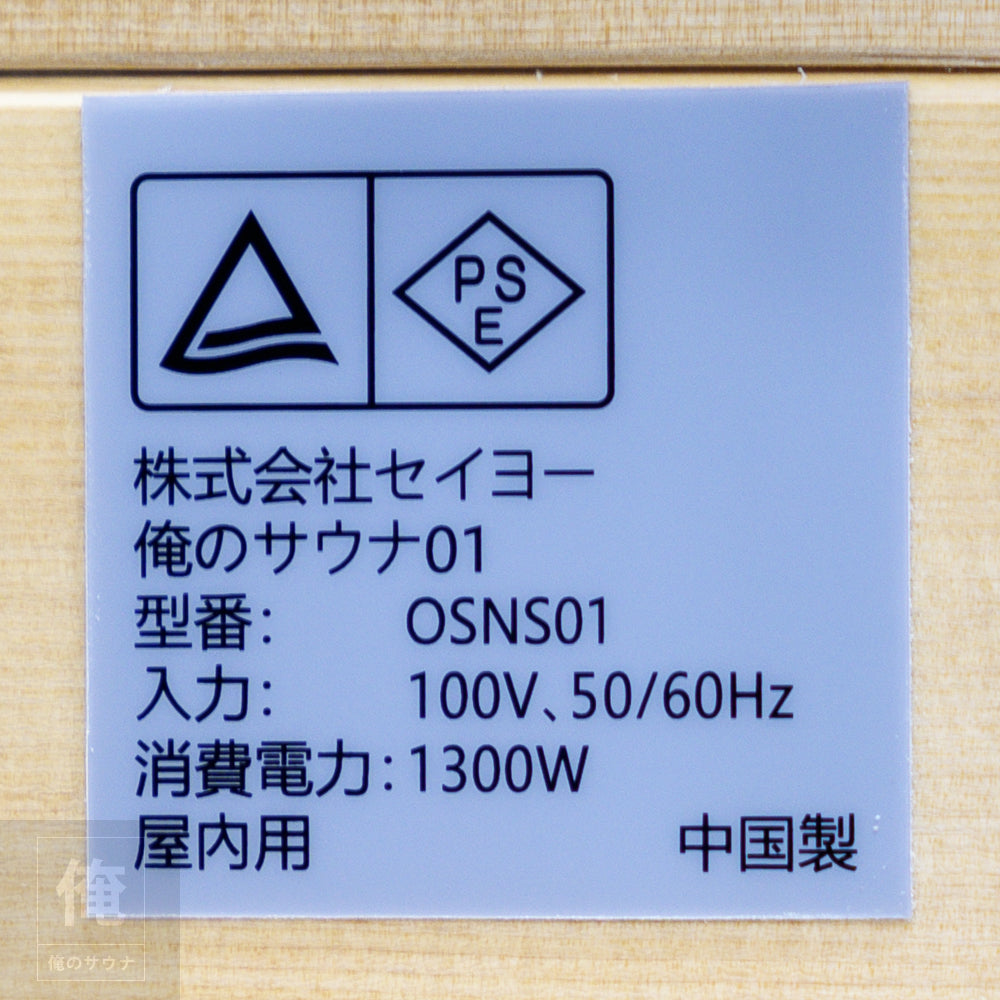 PS
E
株式会社セイヨー
俺のサウナ01
型番： OSNS01
入力： 100V、50/60Hz
消費電力：1300W
屋内用 中国製
俺
俺のサウナ